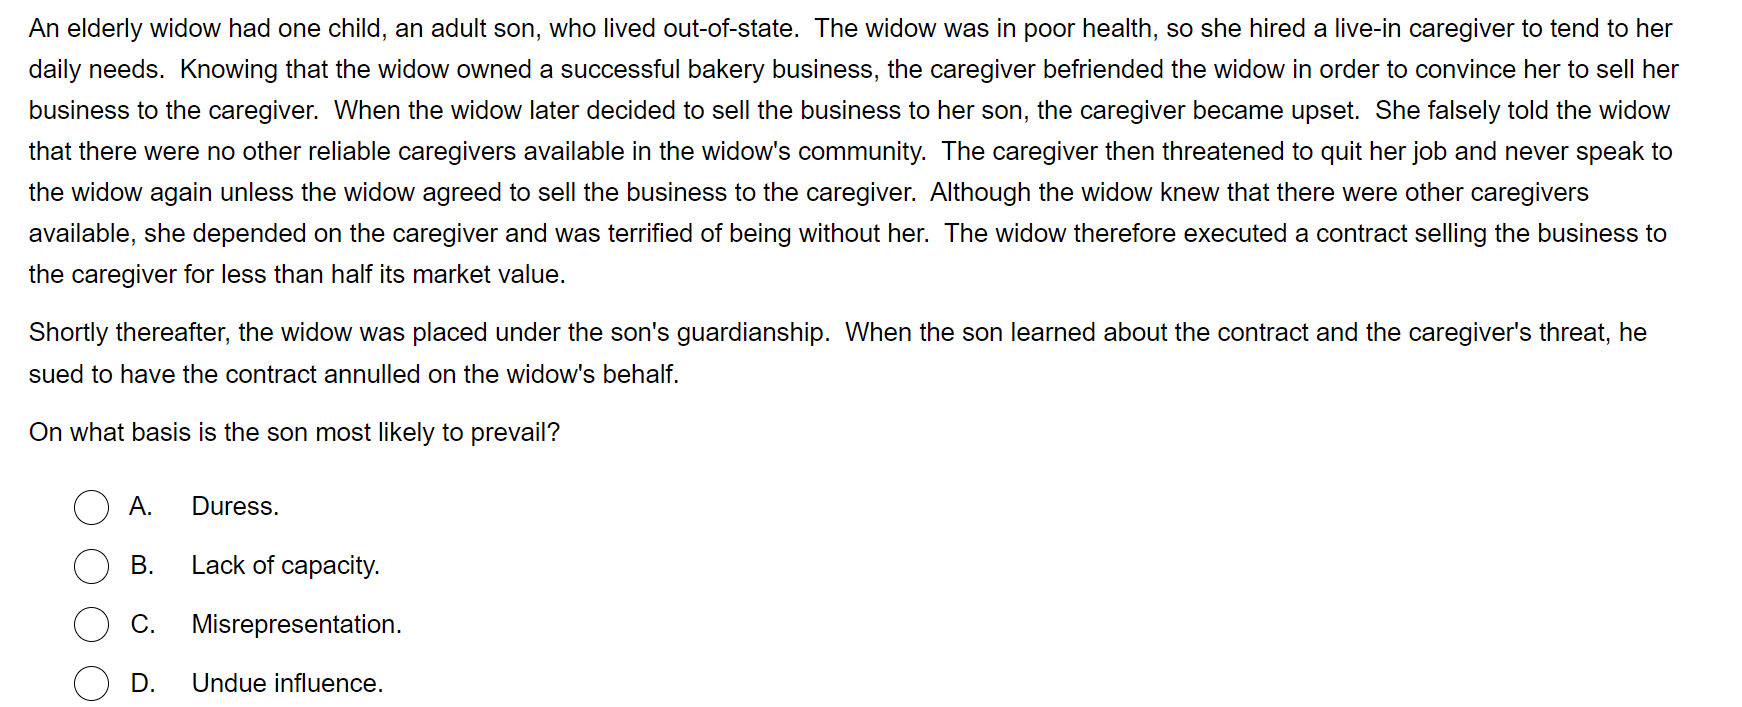 An elderly widow had one child, an adult son, who lived out-of-state.  The widow was in poor health, so she hired a live-in caregiver to tend to her
daily needs.  Knowing that the widow owned a successful bakery business, the caregiver befriended the widow in order to convince her to sell her
business to the caregiver.  When the widow later decided to sell the business to her son, the caregiver became upset.  She falsely told the widow
that there were no other reliable caregivers available in the widow's community.  The caregiver then threatened to quit her job and never speak to
the widow again unless the widow agreed to sell the business to the caregiver.  Although the widow knew that there were other caregivers
available, she depended on the caregiver and was terrified of being without her.  The widow therefore executed a contract selling the business to
the caregiver for less than half its market value.
Shortly thereafter, the widow was placed under the son's guardianship.  When the son learned about the contract and the caregiver's threat, he
sued to have the contract annulled on the widow's behalf.
On what basis is the son most likely to prevail?
A. Duress.
B. Lack of capacity.
C. Misrepresentation.
D. Undue influence.